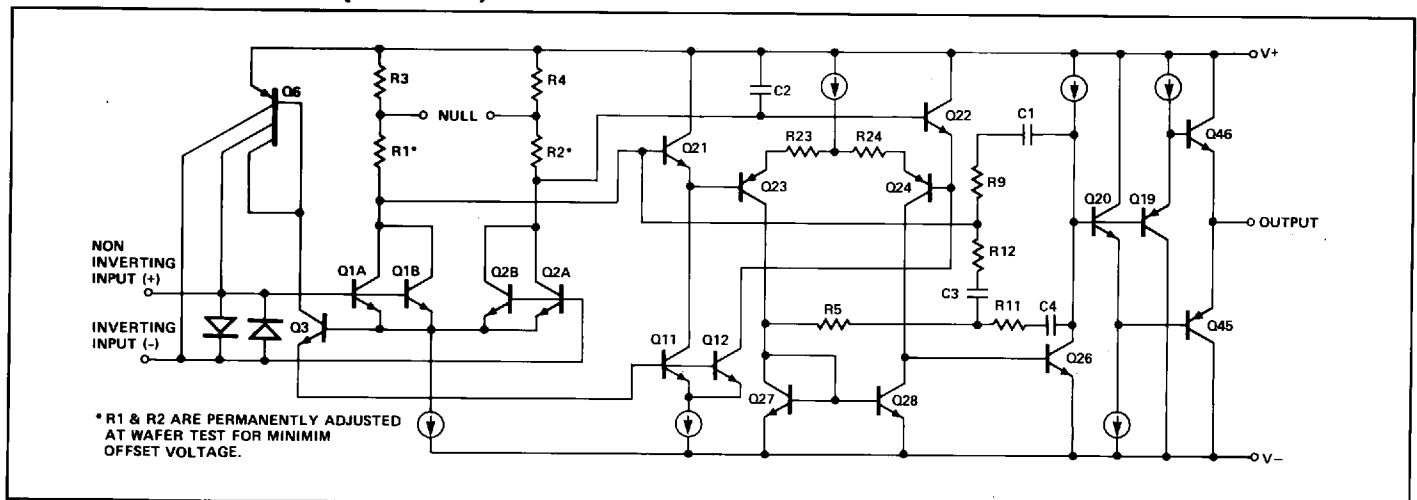 V+
Q6
R3
R4
NULL
C2
Q22
C1
R1*
R2*
Q21
R23
R24
Q46
Q23
Q24
R9
Q20
Q19
OUTPUT
NON
INVERTING
INPUT (+)
Q1A
Q1B
Q2B
Q2A
R12
C3
R5
R11
C4
Q3
INVERTING
INPUT (-)
Q11
Q12
Q26
Q45
Q27
Q28
* R1 & R2 ARE PERMANENTLY ADJUSTED
AT WAFER TEST FOR MINIMIM
OFFSET VOLTAGE.
V-